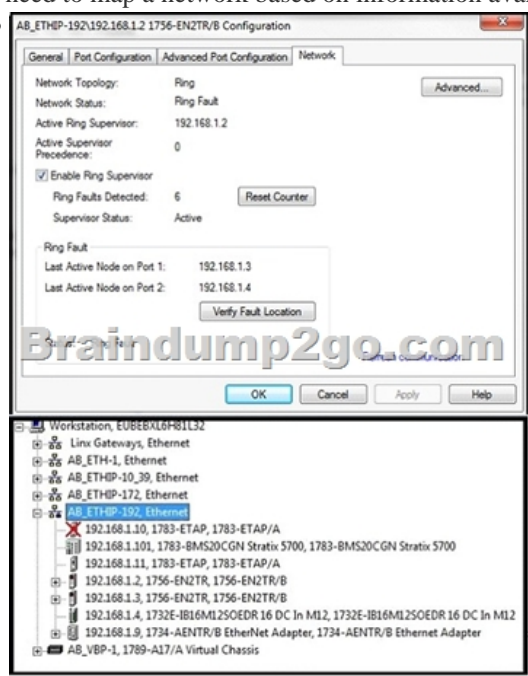 need to map a network based on information avai
AB_ETHIP-192\192.168.1.2 1756-EN2TR/B Configuration
General Port Configuration Advanced Port Configuration Network
Network Topology: Ring
Advanced...
Network Status: Ring Fault
Active Ring Supervisor: 192.168.1.2
Active Supervisor Precedence: 0
Enable Ring Supervisor
Ring Faults Detected: 6 Reset Counter
Supervisor Status: Active
Ring Fault
Last Active Node on Port 1: 192.168.1.3
Last Active Node on Port 2: 192.168.1.4
Verify Fault Location
Braindump2go.com
OK Cancel Apply Help
Workstation, EUBEBXL6H81L32
Linx Gateways, Ethernet
AB_ETH-1, Ethernet
AB_ETHIP-10_39, Ethernet
AB_ETHIP-172, Ethernet
AB_ETHIP-192, Ethernet
192.168.1.10, 1783-ETAP, 1783-ETAP/A
192.168.1.101, 1783-BMS20CGN Stratix 5700, 1783-BMS20CGN Stratix 5700
192.168.1.11, 1783-ETAP, 1783-ETAP/A
192.168.1.2, 1756-EN2TR, 1756-EN2TR/B
192.168.1.3, 1756-EN2TR, 1756-EN2TR/B
192.168.1.4, 1732E-IB16M12SOEDR 16 DC In M12, 1732E-IB16M12SOEDR 16 DC In M12
192.168.1.9, 1734-AENTR/B EtherNet Adapter, 1734-AENTR/B Ethernet Adapter
AB_VBP-1, 1789-A17/A Virtual Chassis